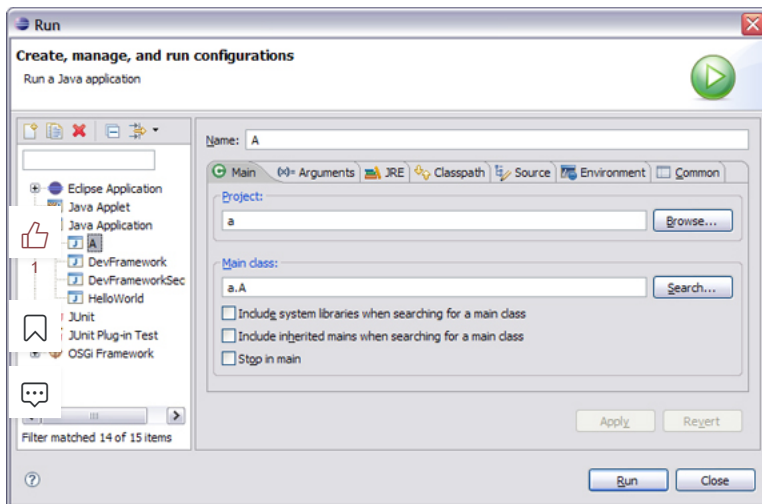 Run
Create, manage, and run configurations
Run a Java application
Name: A
Main
(x)= Arguments
JRE
Classpath
Source
Environment
Common
Eclipse Application
Java Applet
Java Application
A
DevFramework
DevFrameworkSec
HelloWorld
JUnit
JUnit Plug-in Test
OSGi Framework
1
Filter matched 14 of 15 items
Project:
a
Browse...
Main class:
a.A
Search...
Include system libraries when searching for a main class
Include inherited mains when searching for a main class
Stop in main
Apply
Revert
Run
Close